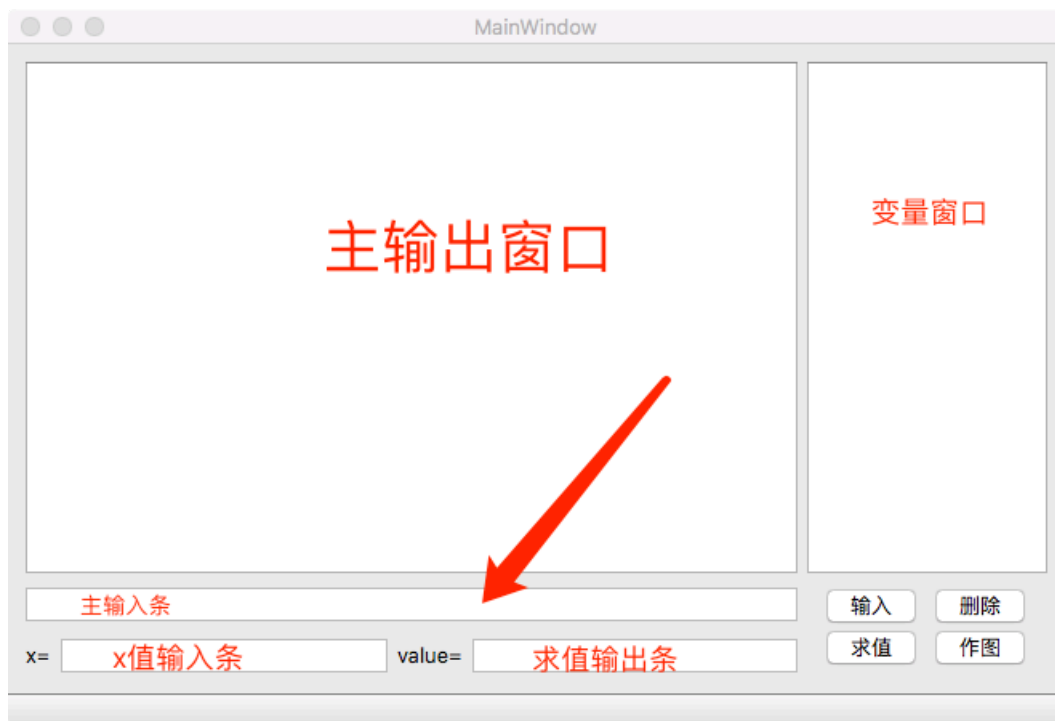 MainWindow
主输出窗口
变量窗口
主输入条
输入
删除
x=
x值输入条
value=
求值输出条
求值
作图